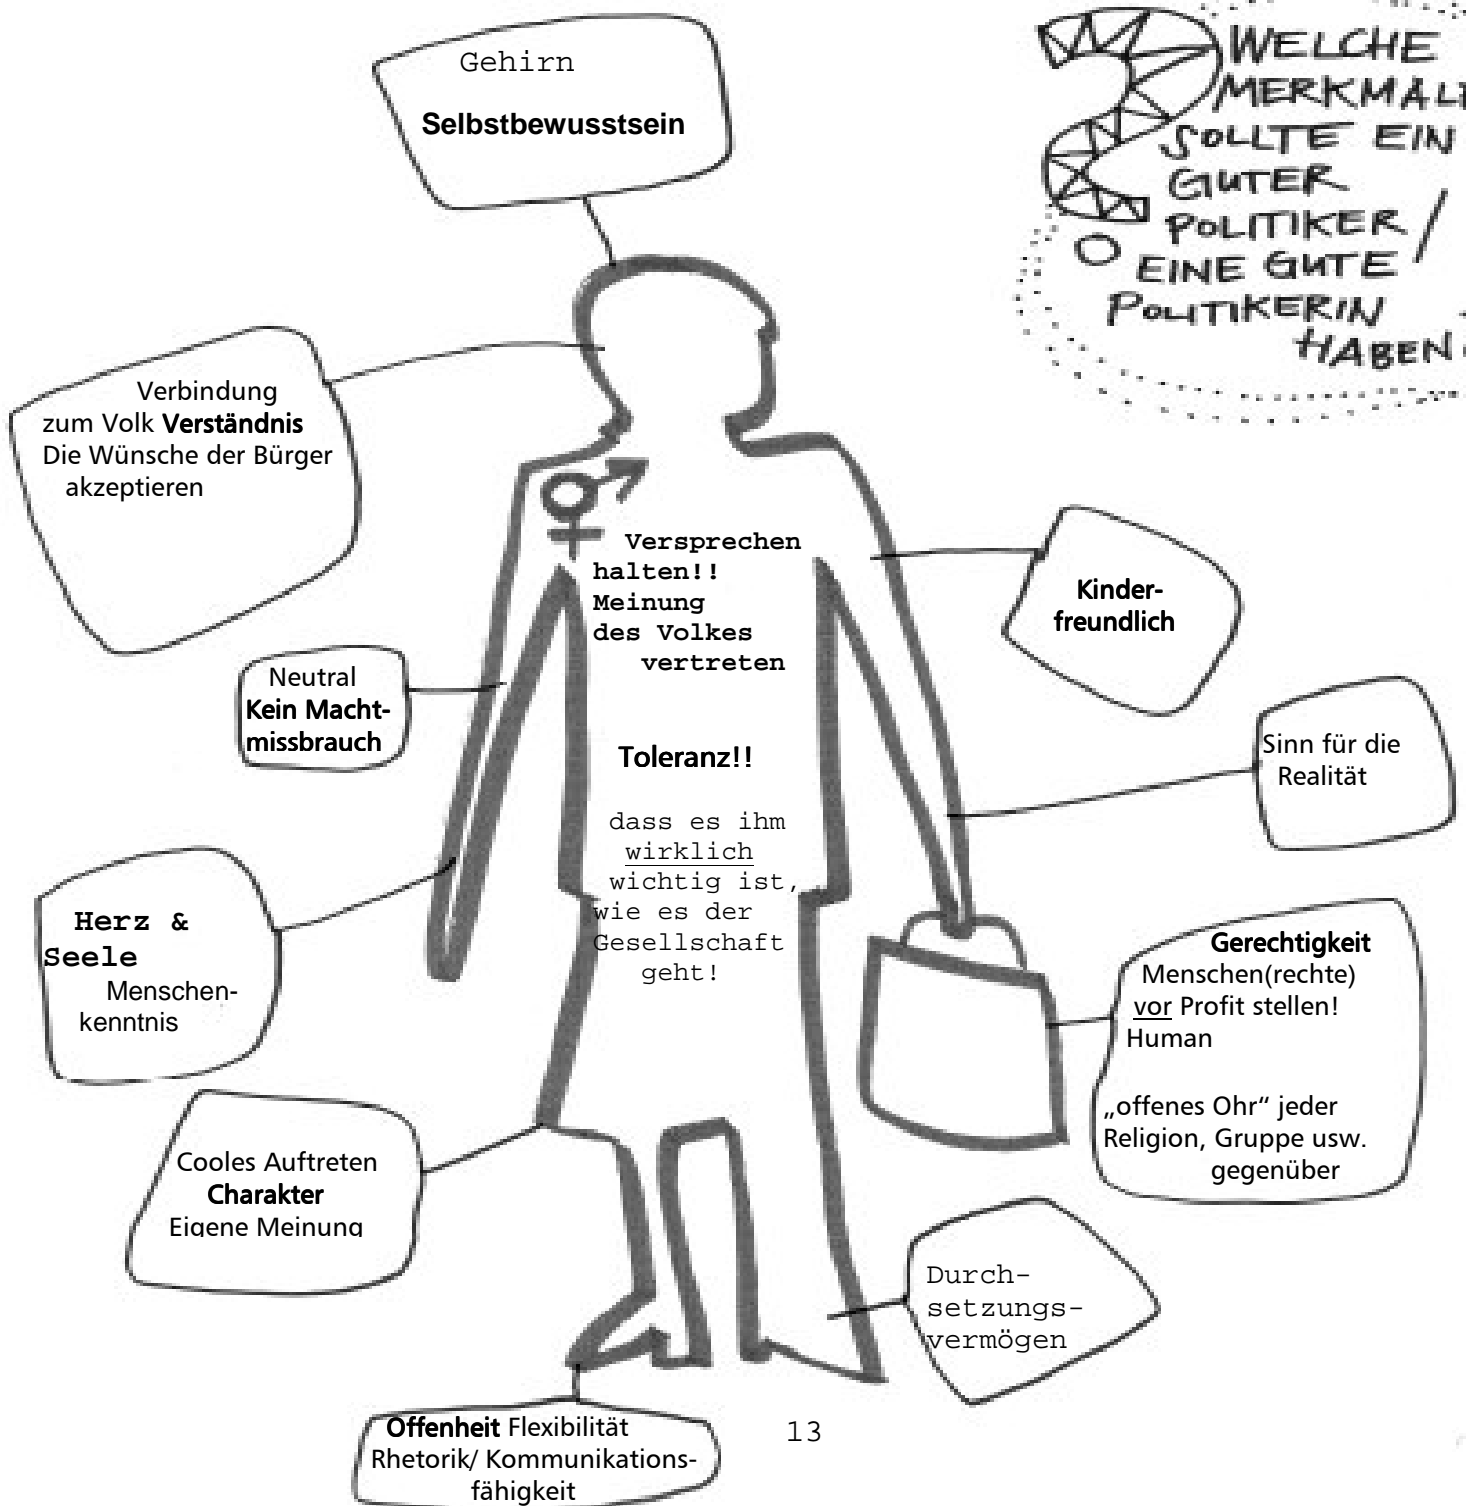 Gehirn
Selbstbewusstsein
WELCHE
MERKMALE
SOLLTE EIN
GUTER
POLITIKER /
EINE GUTE
POLITIKERIN
HABEN
Verbindung
zum Volk Verständnis
Die Wünsche der Bürger
akzeptieren
Versprechen
halten!!
Meinung
des Volkes
vertreten
Kinder-
freundlich
Neutral
Kein Macht-
missbrauch
Toleranz!!
Sinn für die
Realität
dass es ihm
wirklich
wichtig ist,
wie es der
Gesellschaft
geht!
Herz &
Seele
Menschen-
kenntnis
Gerechtigkeit
Menschen(rechte)
vor Profit stellen!
Human
„offenes Ohr“ jeder
Religion, Gruppe usw.
gegenüber
Cooles Auftreten
Charakter
Eigene Meinung
Durch-
setzungs-
vermögen
Offenheit Flexibilität
Rhetorik/ Kommunikations-
fähigkeit
13